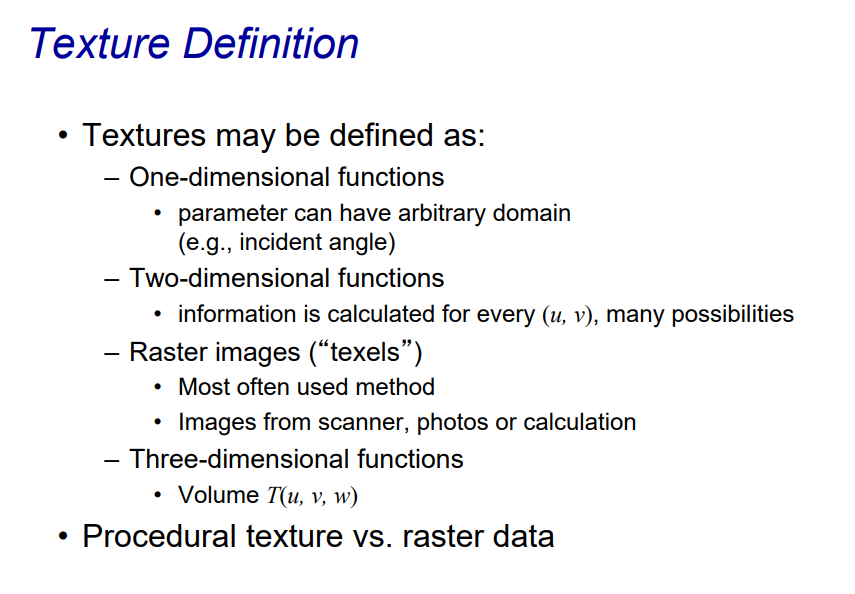 Texture Definition
• Textures may be defined as:
– One-dimensional functions
• parameter can have arbitrary domain
(e.g., incident angle)
– Two-dimensional functions
• information is calculated for every (u, v), many possibilities
– Raster images (“texels”)
• Most often used method
• Images from scanner, photos or calculation
– Three-dimensional functions
• Volume T(u, v, w)
• Procedural texture vs. raster data